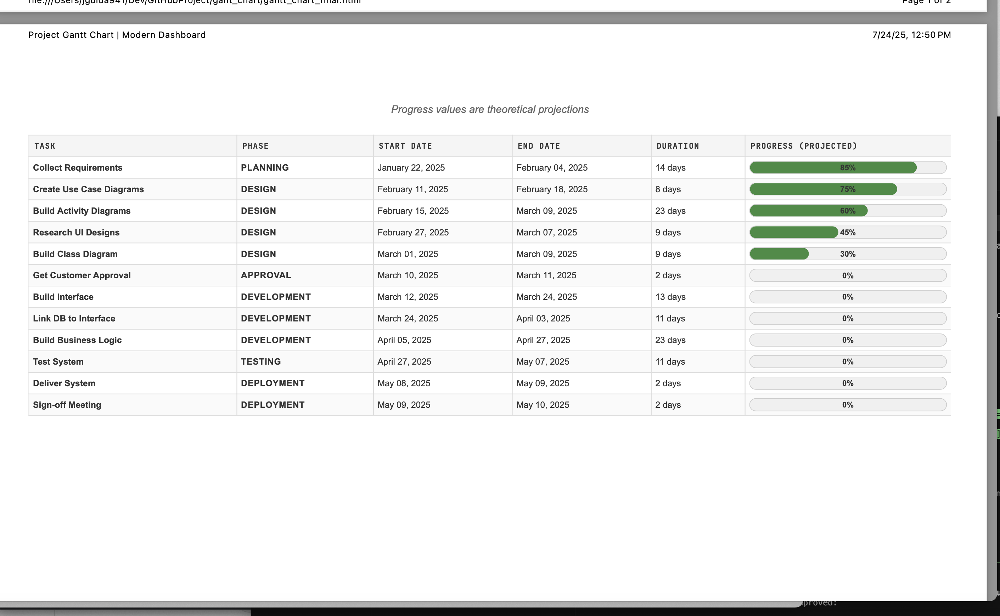 file:///Users/jguida941/Dev/GitHubProject/gant_chart/gantt_chart_final.html Page 1 of 2
Project Gantt Chart | Modern Dashboard 7/24/25, 12:50 PM
Progress values are theoretical projections
TASK PHASE START DATE END DATE DURATION PROGRESS (PROJECTED)
Collect Requirements PLANNING January 22, 2025 February 04, 2025 14 days 85%
Create Use Case Diagrams DESIGN February 11, 2025 February 18, 2025 8 days 75%
Build Activity Diagrams DESIGN February 15, 2025 March 09, 2025 23 days 60%
Research UI Designs DESIGN February 27, 2025 March 07, 2025 9 days 45%
Build Class Diagram DESIGN March 01, 2025 March 09, 2025 9 days 30%
Get Customer Approval APPROVAL March 10, 2025 March 11, 2025 2 days 0%
Build Interface DEVELOPMENT March 12, 2025 March 24, 2025 13 days 0%
Link DB to Interface DEVELOPMENT March 24, 2025 April 03, 2025 11 days 0%
Build Business Logic DEVELOPMENT April 05, 2025 April 27, 2025 23 days 0%
Test System TESTING April 27, 2025 May 07, 2025 11 days 0%
Deliver System DEPLOYMENT May 08, 2025 May 09, 2025 2 days 0%
Sign-off Meeting DEPLOYMENT May 09, 2025 May 10, 2025 2 days 0%